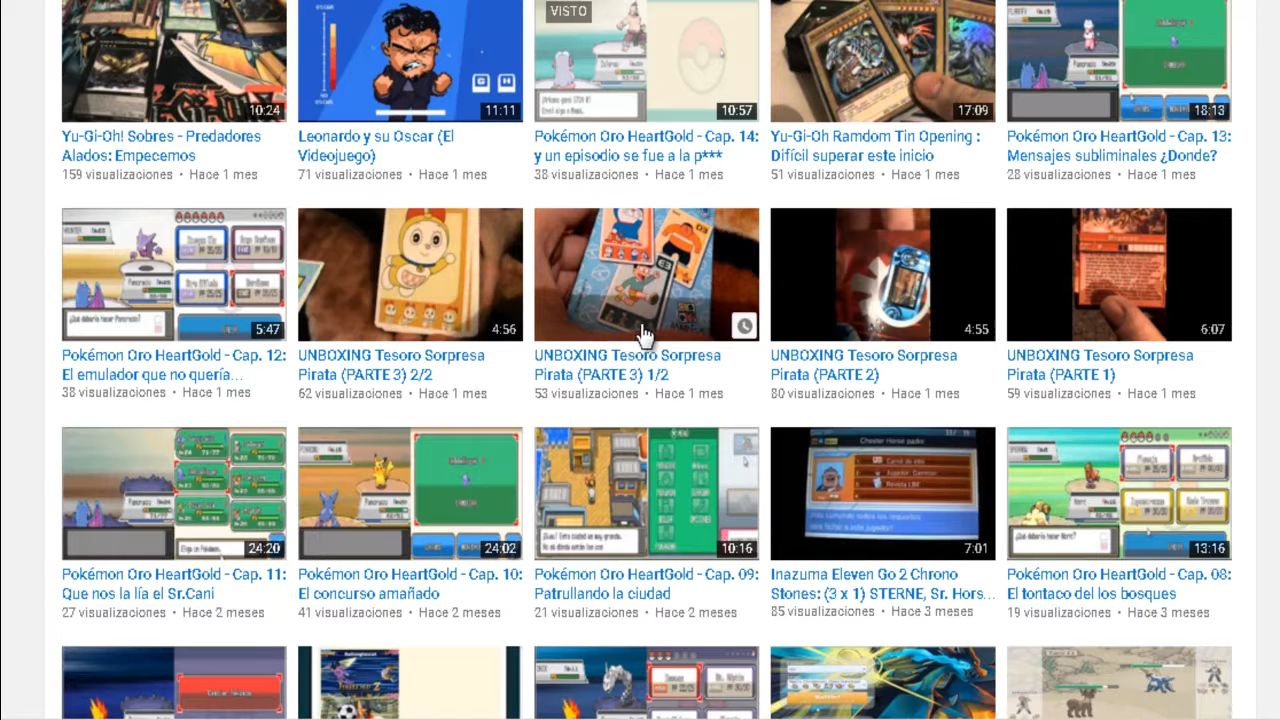 VISTO
10:24
11:11
10:57
17:09
18:13
Yu-Gi-Oh! Sobres - Predadores
Alados: Empecemos
159 visualizaciones • Hace 1 mes
Leonardo y su Oscar (El
Videojuego)
71 visualizaciones • Hace 1 mes
Pokémon Oro HeartGold - Cap. 14:
y un episodio se fue a la p***
38 visualizaciones • Hace 1 mes
Yu-Gi-Oh Ramdom Tin Opening :
Difícil superar este inicio
51 visualizaciones • Hace 1 mes
Pokémon Oro HeartGold - Cap. 13:
Mensajes subliminales ¿Donde?
28 visualizaciones • Hace 1 mes
5:47
4:56
E3
4:55
6:07
Pokémon Oro HeartGold - Cap. 12:
El emulador que no quería...
38 visualizaciones • Hace 1 mes
UNBOXING Tesoro Sorpresa
Pirata (PARTE 3) 2/2
62 visualizaciones • Hace 1 mes
UNBOXING Tesoro Sorpresa
Pirata (PARTE 3) 1/2
53 visualizaciones • Hace 1 mes
UNBOXING Tesoro Sorpresa
Pirata (PARTE 2)
80 visualizaciones • Hace 1 mes
UNBOXING Tesoro Sorpresa
Pirata (PARTE 1)
59 visualizaciones • Hace 1 mes
24:20
24:02
10:16
7:01
13:16
Pokémon Oro HeartGold - Cap. 11:
Que nos la lía el Sr.Cani
27 visualizaciones • Hace 2 meses
Pokémon Oro HeartGold - Cap. 10:
El concurso amañado
41 visualizaciones • Hace 2 meses
Pokémon Oro HeartGold - Cap. 09:
Patrullando la ciudad
21 visualizaciones • Hace 2 meses
Inazuma Eleven Go 2 Chrono
Stones: (3 x 1) STERNE, Sr. Hors...
85 visualizaciones • Hace 3 meses
Pokémon Oro HeartGold - Cap. 08:
El tontaco del los bosques
19 visualizaciones • Hace 3 meses